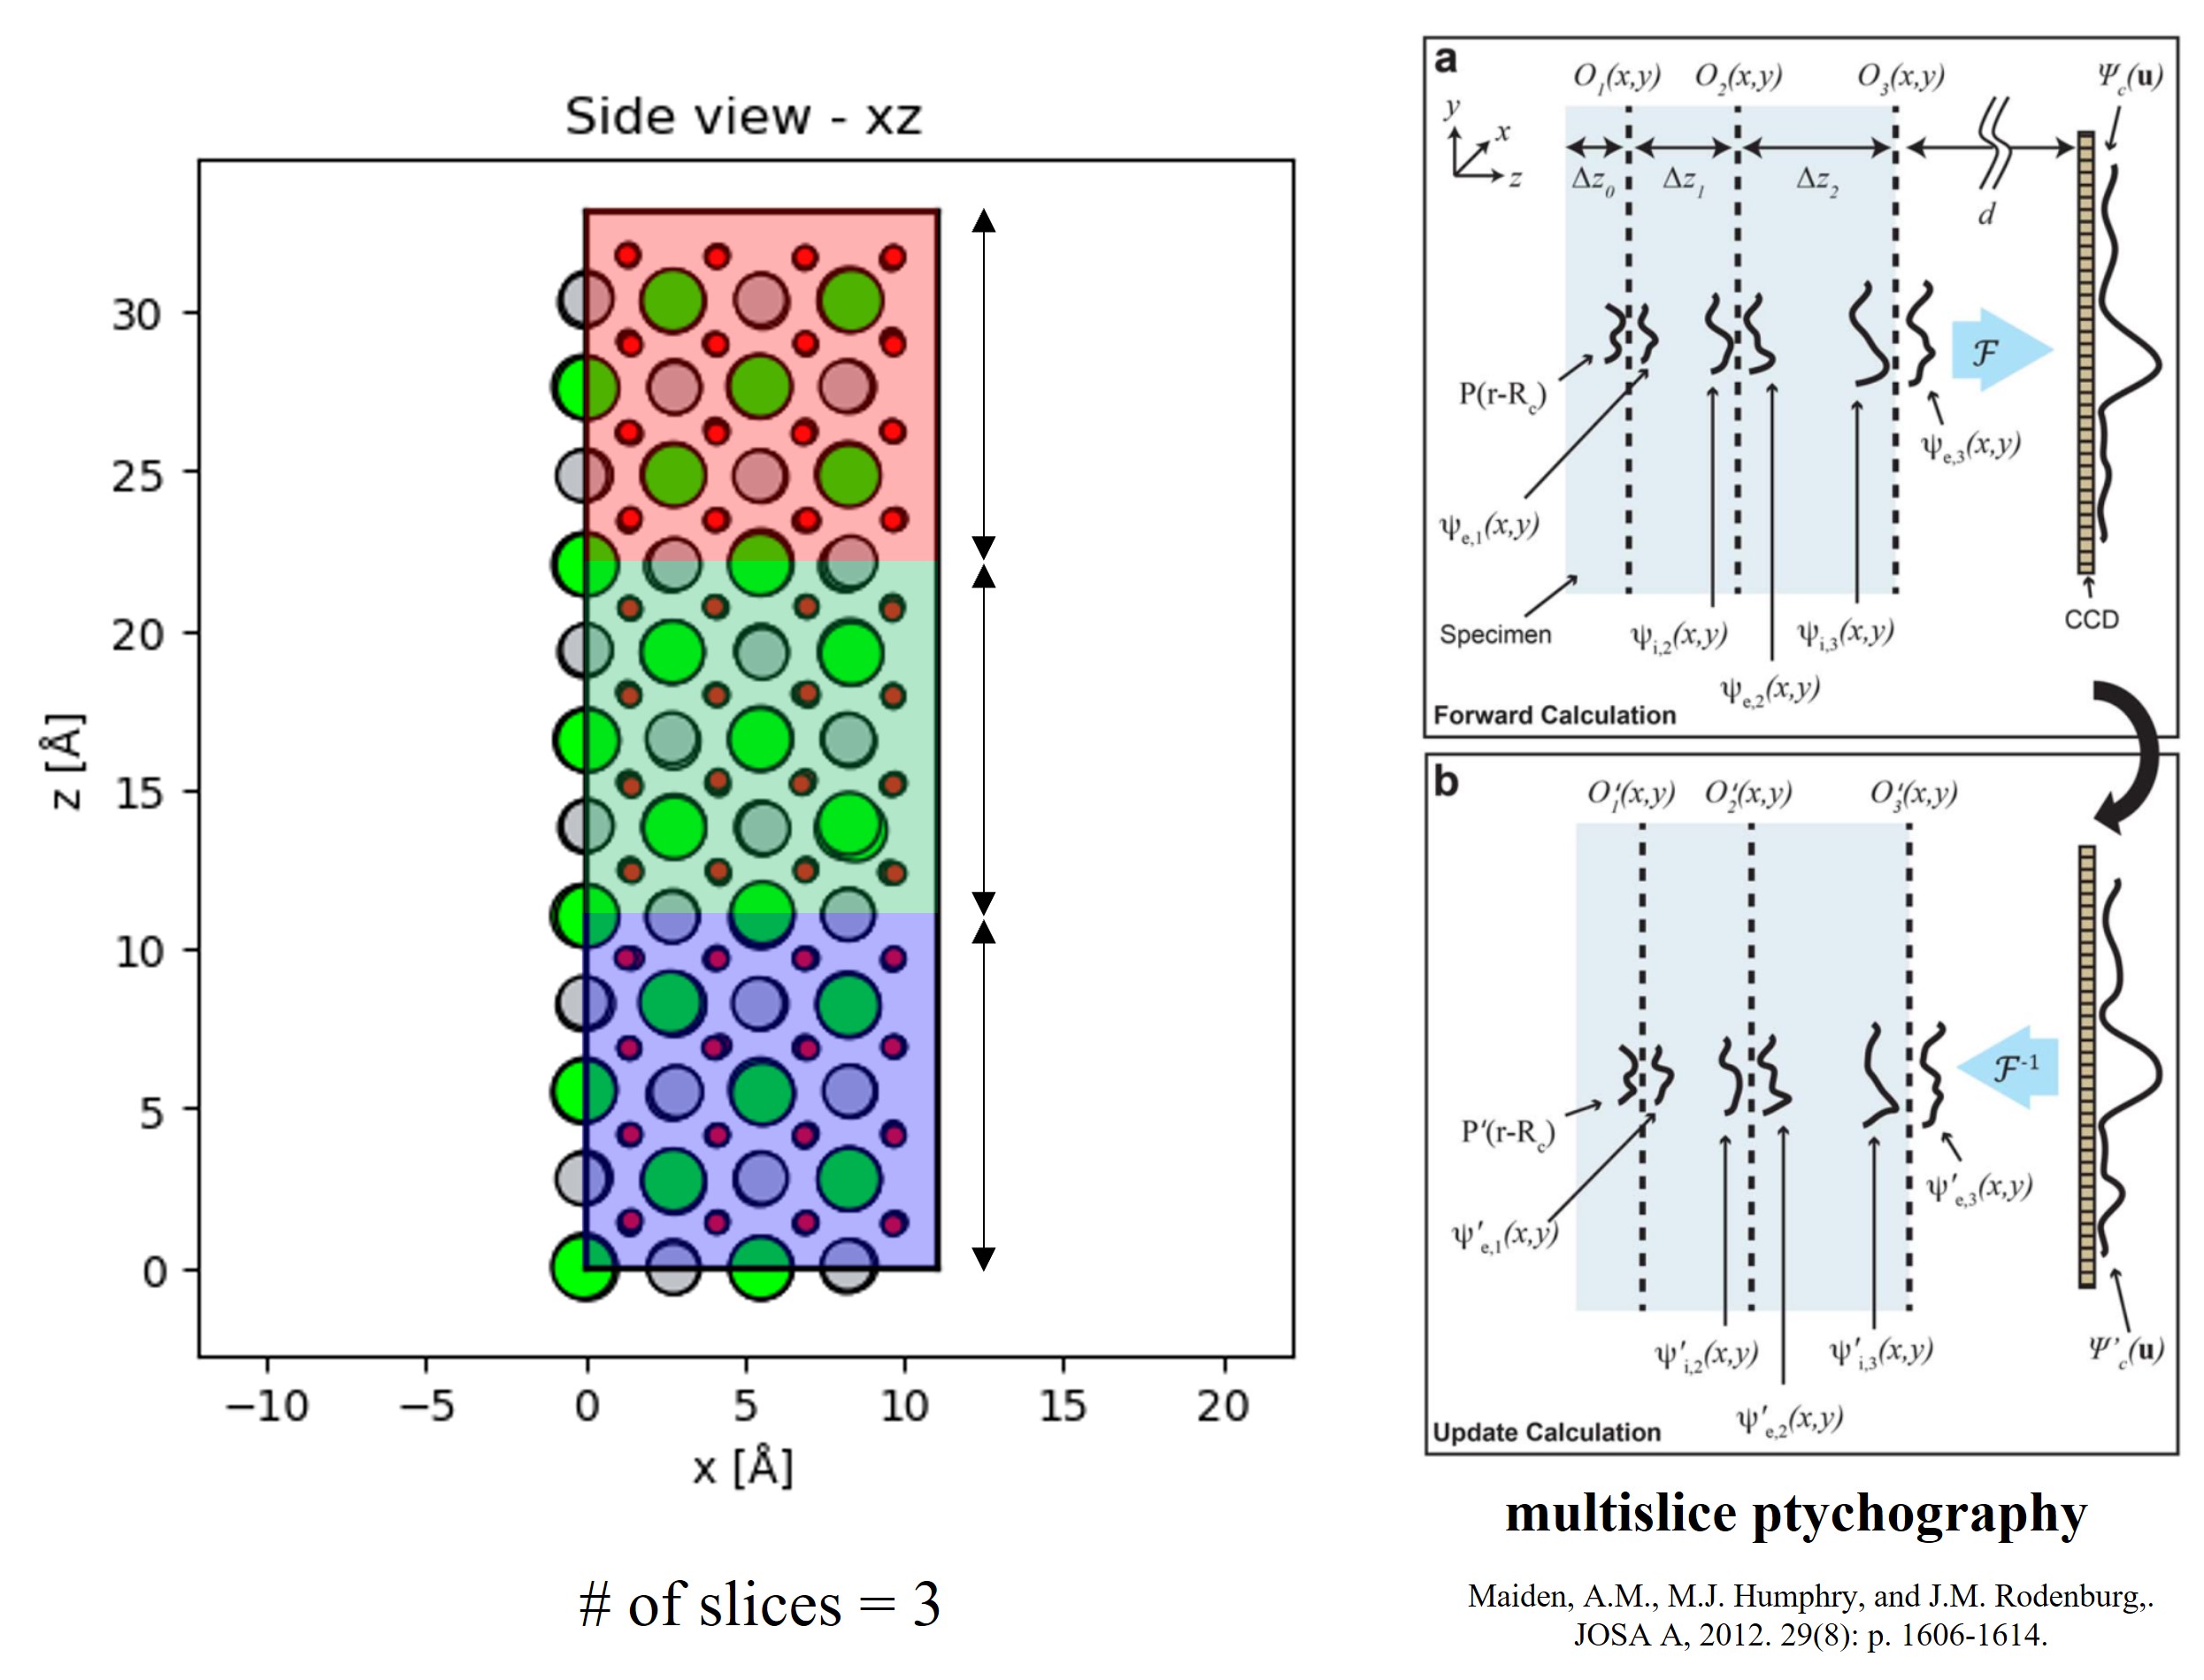 Side view - xz
30
25
20
15
10
5
0
z [Å]
−10 −5 0 5 10 15 20
x [Å]
# of slices = 3
a
O₁(x,y) O₂(x,y) O₃(x,y) Ψc(u)
y
x
z
Δz₀ Δz₁ Δz₂
d
ℱ
P(r-Rc)
ψe,3(x,y)
ψe,1(x,y)
Specimen
ψi,2(x,y) ψi,3(x,y)
CCD
ψe,2(x,y)
Forward Calculation
b
O′₁(x,y) O′₂(x,y) O′₃(x,y)
ℱ⁻¹
P′(r-Rc)
ψ′e,3(x,y)
ψ′e,1(x,y)
ψ′i,2(x,y) ψ′i,3(x,y) Ψ′c(u)
ψ′e,2(x,y)
Update Calculation
multislice ptychography
Maiden, A.M., M.J. Humphry, and J.M. Rodenburg,.
JOSA A, 2012. 29(8): p. 1606-1614.